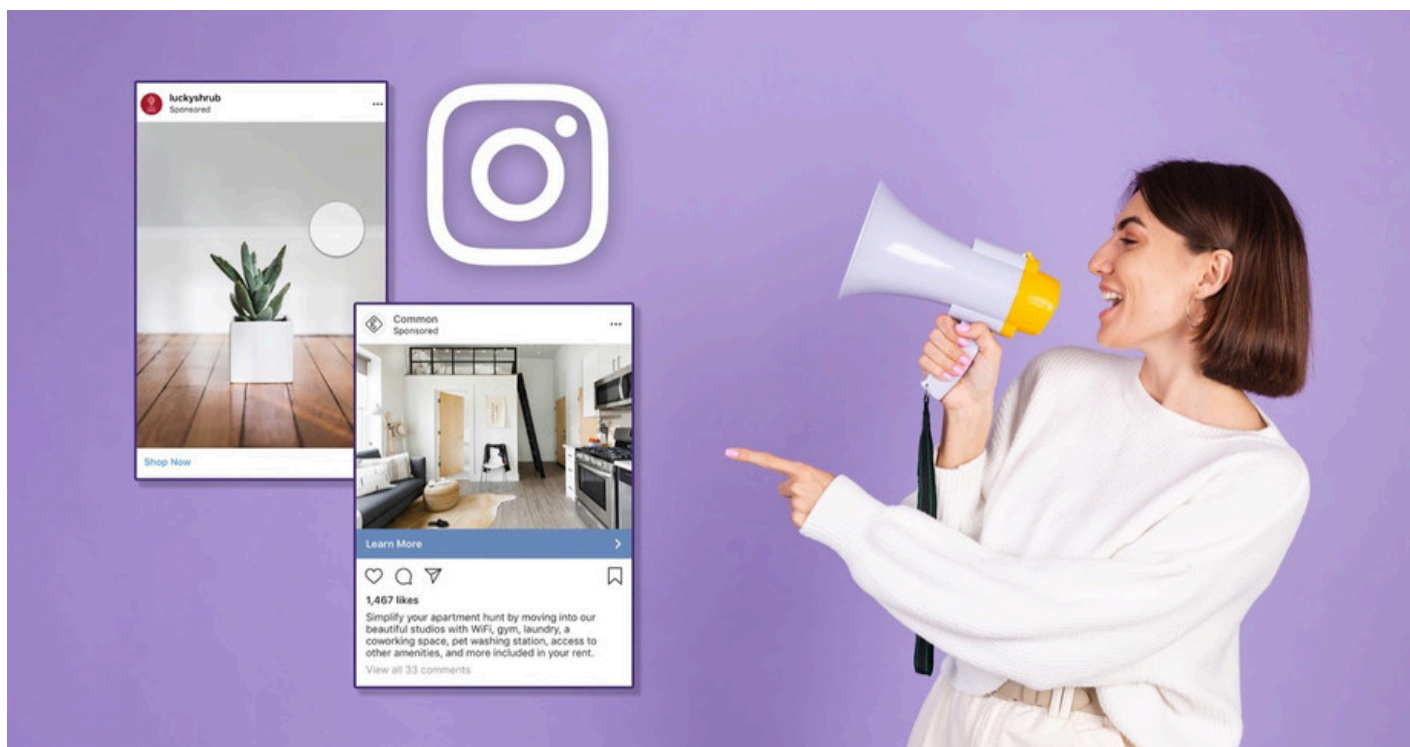 luckyshrub
Sponsored
Shop Now
Common
Sponsored
Learn More
1,467 likes
Simplify your apartment hunt by moving into our
beautiful studios with WiFi, gym, laundry, a
coworking space, pet washing station, access to
other amenities, and more included in your rent.
View all 33 comments